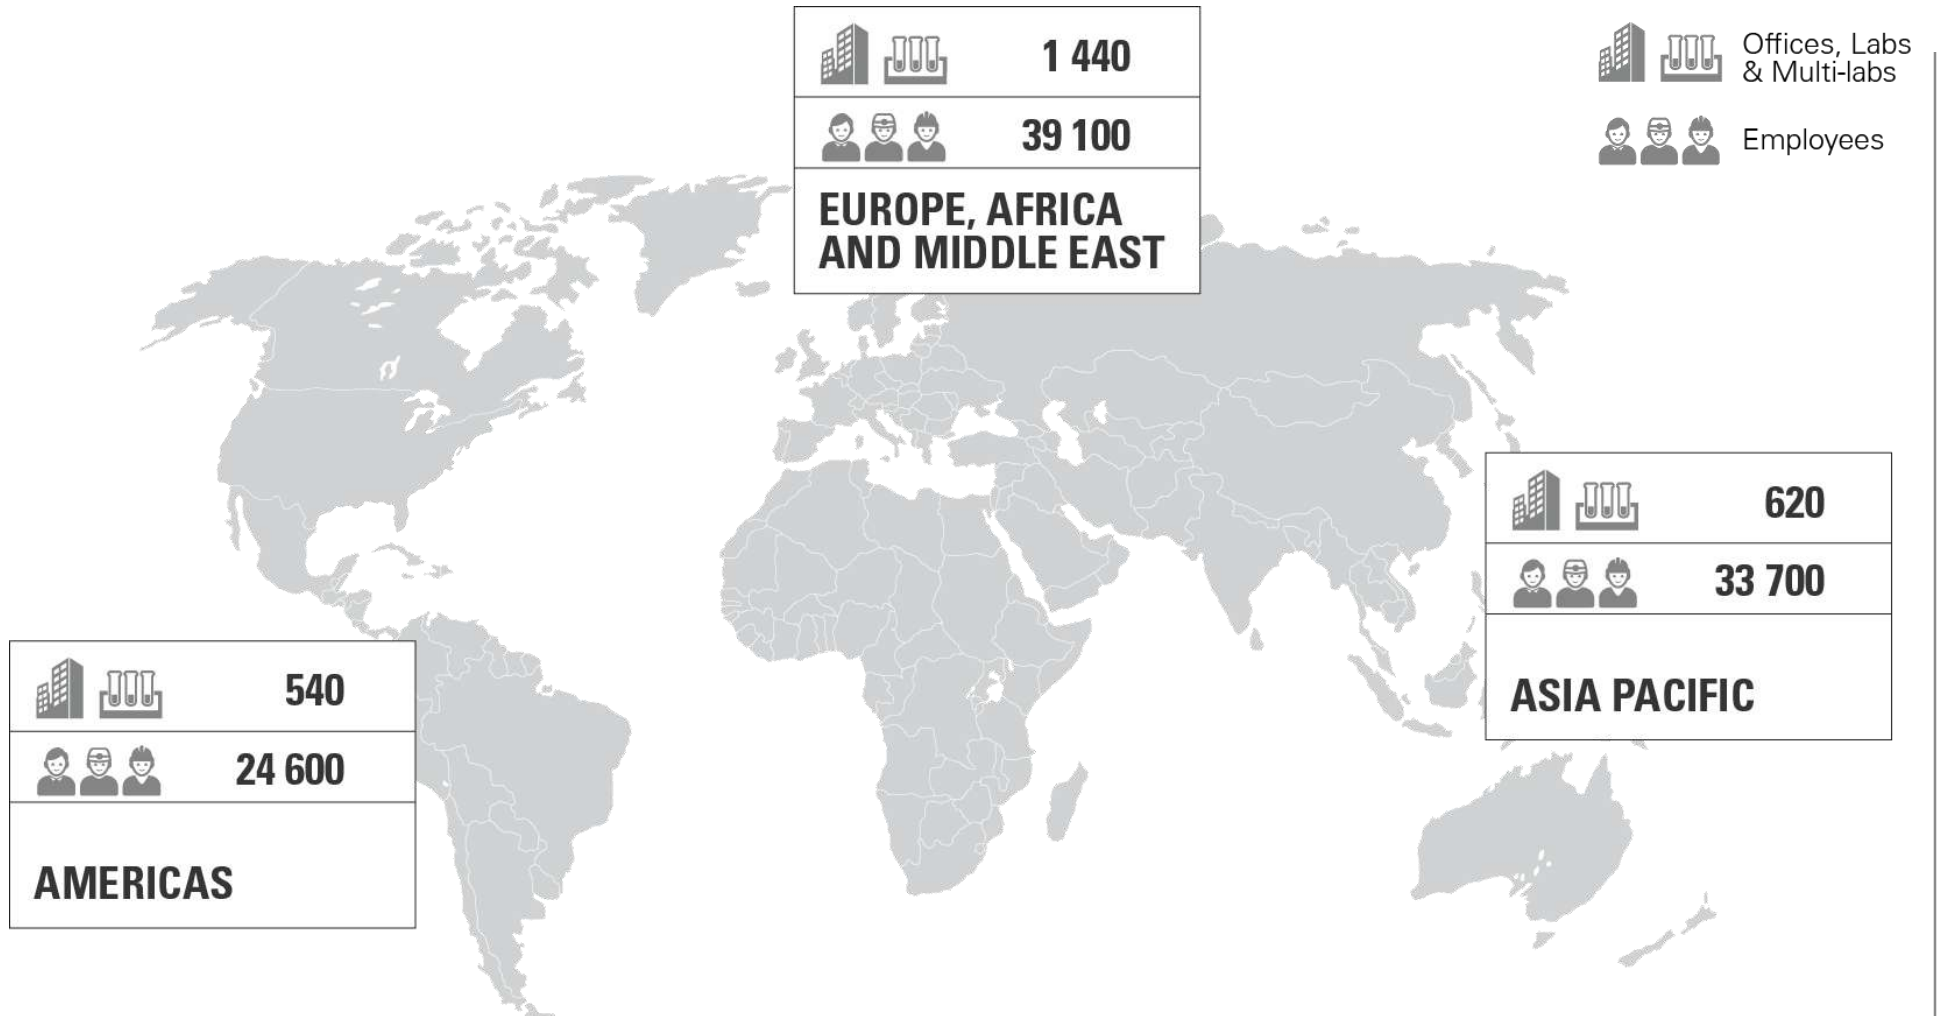 1 440
39 100
EUROPE, AFRICA
AND MIDDLE EAST
Offices, Labs
& Multi-labs
Employees
620
33 700
ASIA PACIFIC
540
24 600
AMERICAS